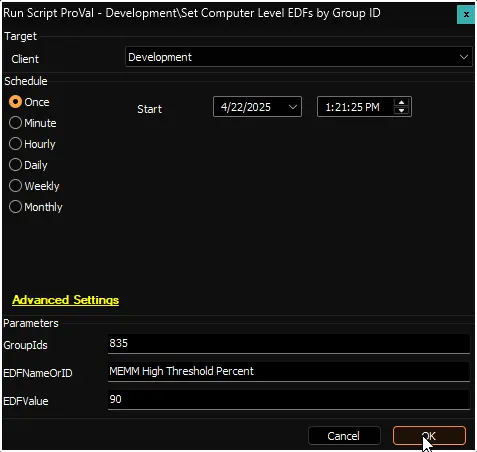 Run Script ProVal - Development\Set Computer Level EDFs by Group ID x
Target
Client Development
Schedule
Once Start 4/22/2025 1:21:25 PM
Minute
Hourly
Daily
Weekly
Monthly
Advanced Settings
Parameters
GroupIds 835
EDFNameOrID MEMM High Threshold Percent
EDFValue 90
Cancel OK